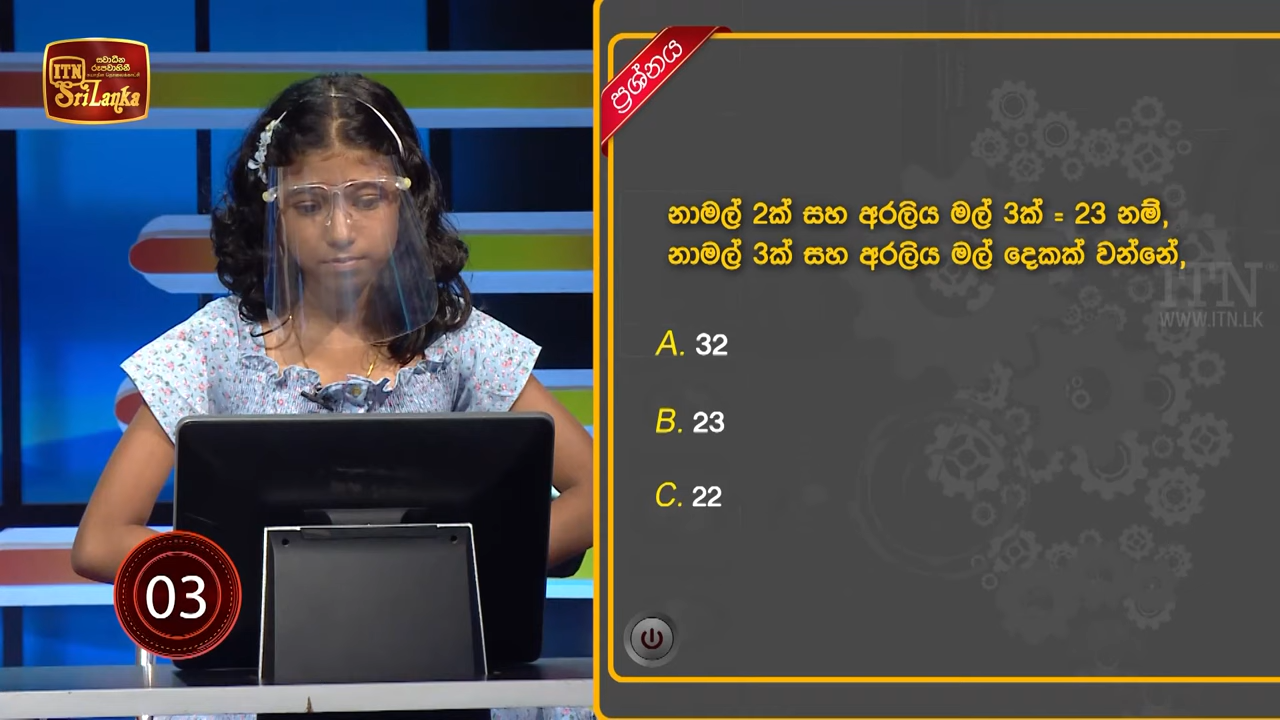 ITN
ස්වාධීන
රූපවාහිනී
Sri Lanka
ප්‍රශ්නය
නාමල් 2ක් සහ අරලිය මල් 3ක් = 23 නම්,
නාමල් 3ක් සහ අරලිය මල් දෙකක් වන්නේ,
ITN
WWW.ITN.LK
A. 32
B. 23
C. 22
03